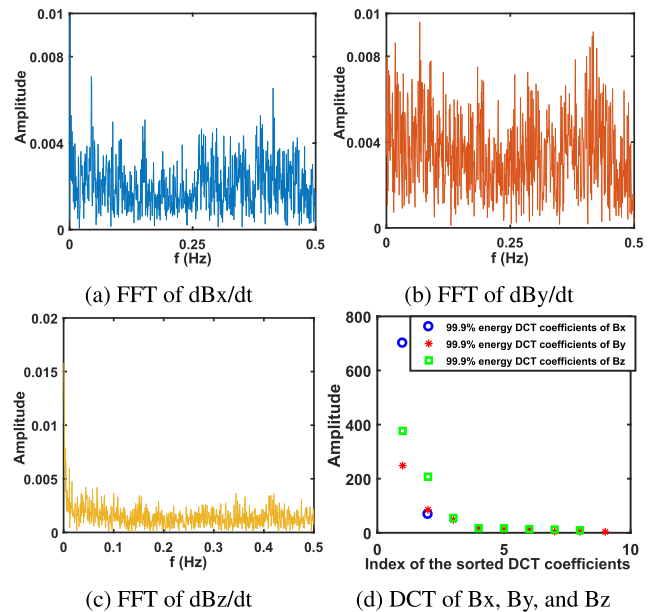 0.01
0.008
0.004
0
Amplitude
0
0.25
0.5
f (Hz)
(a) FFT of dBx/dt
0.01
0.008
0.004
0
Amplitude
0
0.25
0.5
f (Hz)
(b) FFT of dBy/dt
0.02
0.015
0.01
0.005
0
Amplitude
0
0.1
0.2
0.3
0.4
0.5
f (Hz)
(c) FFT of dBz/dt
800
600
400
200
0
Amplitude
99.9% energy DCT coefficients of Bx
99.9% energy DCT coefficients of By
99.9% energy DCT coefficients of Bz
0
5
10
Index of the sorted DCT coefficients
(d) DCT of Bx, By, and Bz